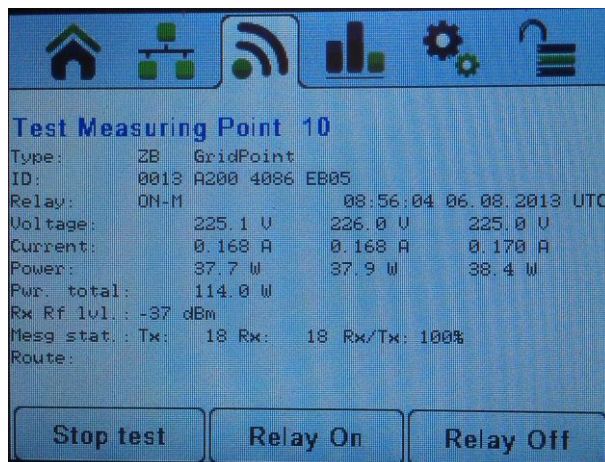 Test Measuring Point 10
Type: ZB GridPoint
ID: 0013 A200 4086 EB05
Relay: ON-M 08:56:04 06.08.2013 UTC
Voltage: 225.1 V 226.0 V 225.0 V
Current: 0.168 A 0.168 A 0.170 A
Power: 37.7 W 37.9 W 38.4 W
Pwr. total: 114.0 W
Rx Rf lvl.: -37 dBm
Mesg stat.: Tx: 18 Rx: 18 Rx/Tx: 100%
Route:
Stop test Relay On Relay Off